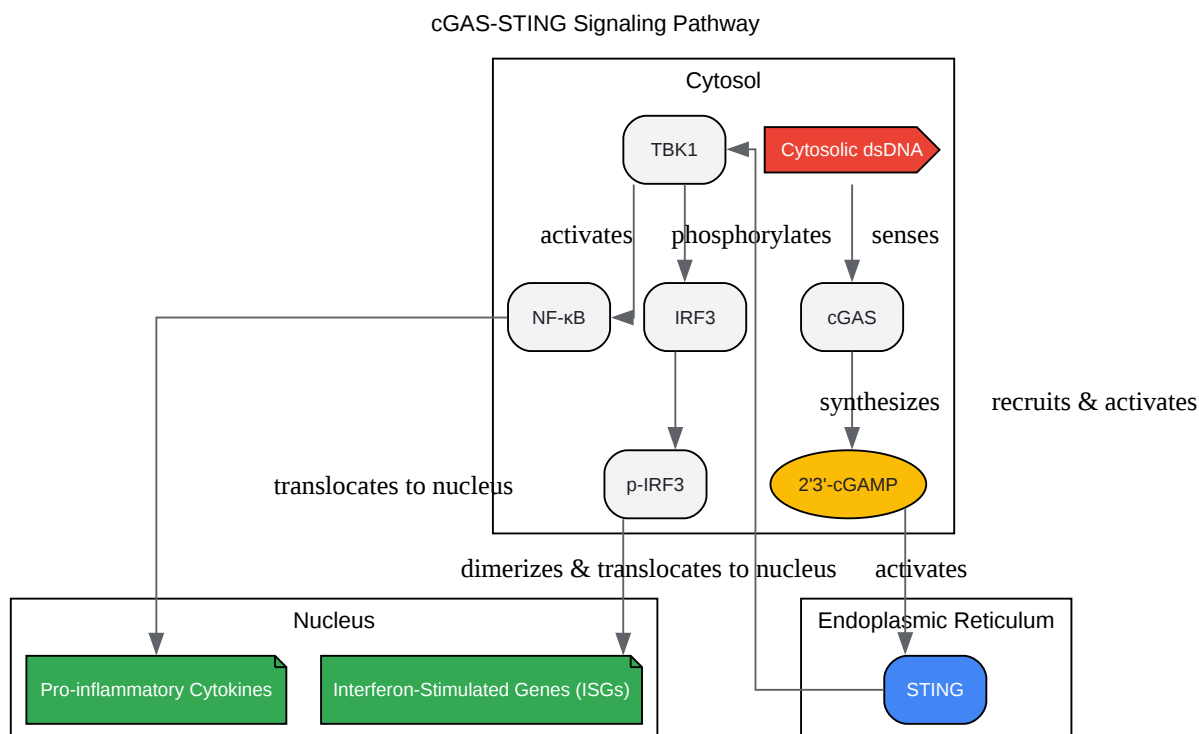 cGAS-STING Signaling Pathway
Cytosol
TBK1
Cytosolic dsDNA
activates
phosphorylates
senses
NF-κB
IRF3
cGAS
synthesizes
recruits & activates
translocates to nucleus
p-IRF3
2'3'-cGAMP
dimerizes & translocates to nucleus
activates
Nucleus
Endoplasmic Reticulum
Pro-inflammatory Cytokines
Interferon-Stimulated Genes (ISGs)
STING